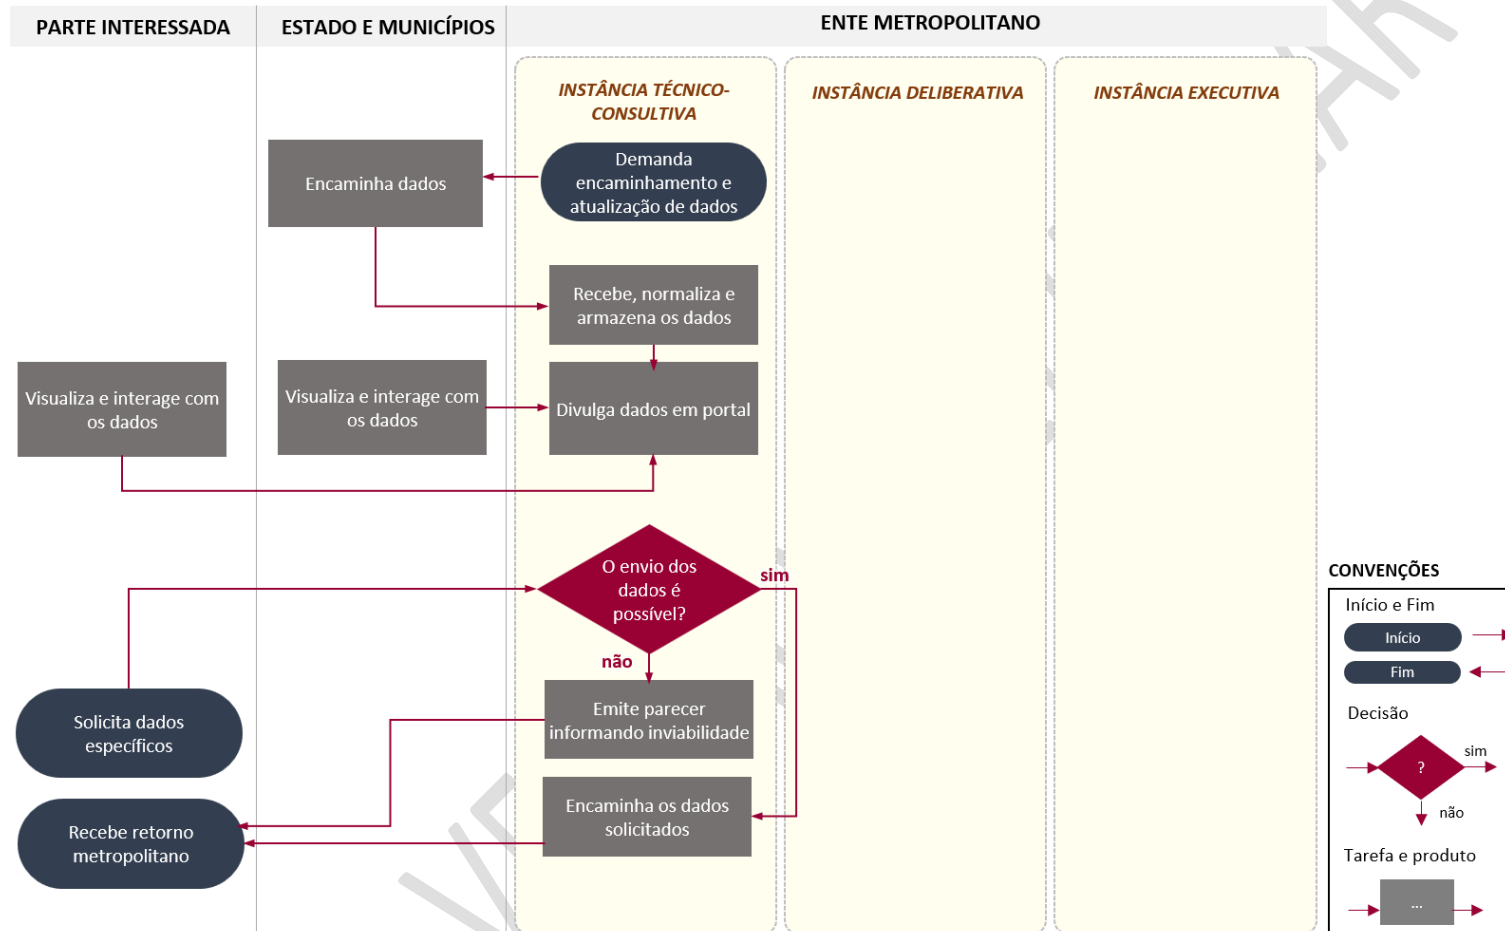 PARTE INTERESSADA
ESTADO E MUNICÍPIOS
ENTE METROPOLITANO
INSTÂNCIA TÉCNICO-
CONSULTIVA
INSTÂNCIA DELIBERATIVA
INSTÂNCIA EXECUTIVA
Encaminha dados
Demanda
encaminhamento e
atualização de dados
Recebe, normaliza e
armazena os dados
Visualiza e interage com
os dados
Visualiza e interage com
os dados
Divulga dados em portal
O envio dos
dados é
possível?
sim
não
Solicita dados
específicos
Emite parecer
informando inviabilidade
Encaminha os dados
solicitados
Recebe retorno
metropolitano
CONVENÇÕES
Início e Fim
Início
Fim
Decisão
?
sim
não
Tarefa e produto
...